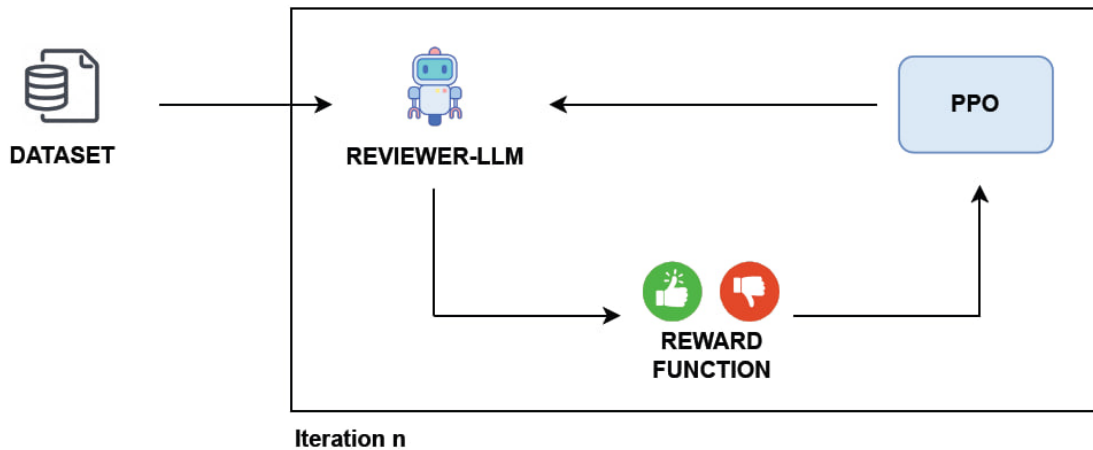 DATASET
REVIEWER-LLM
PPO
REWARD
FUNCTION
Iteration n